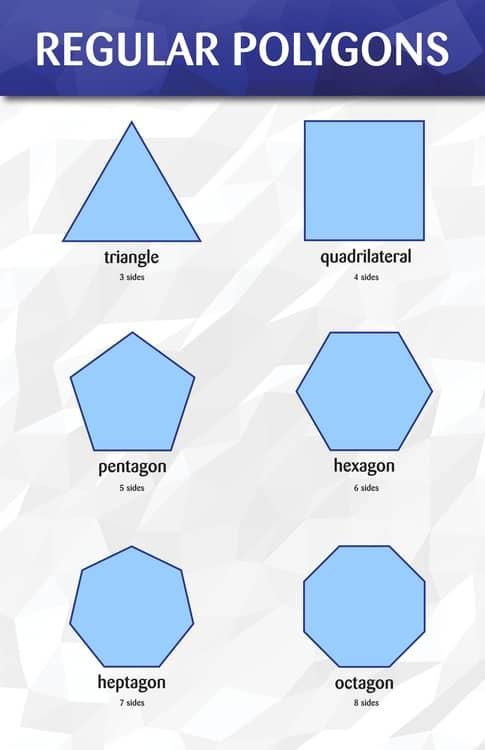 REGULAR POLYGONS
triangle
3 sides
quadrilateral
4 sides
pentagon
5 sides
hexagon
6 sides
heptagon
7 sides
octagon
8 sides